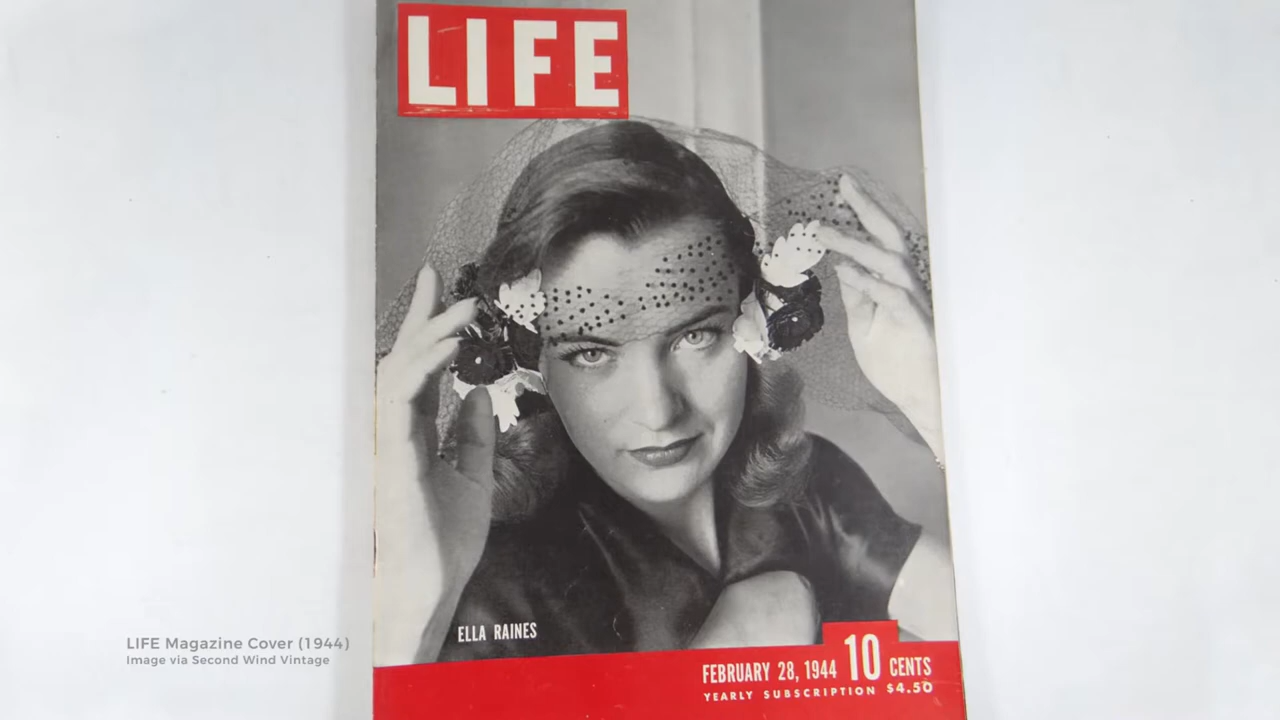 LIFE
ELLA RAINES
FEBRUARY 28, 1944 10 CENTS
YEARLY SUBSCRIPTION $4.50
LIFE Magazine Cover (1944)
Image via Second Wind Vintage